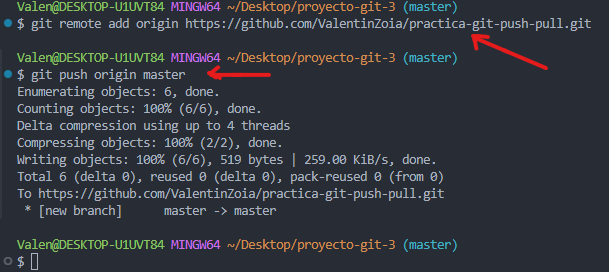 Valen@DESKTOP-U1UVT84 MINGW64 ~/Desktop/proyecto-git-3 (master)
$ git remote add origin https://github.com/ValentinZoia/practica-git-push-pull.git
Valen@DESKTOP-U1UVT84 MINGW64 ~/Desktop/proyecto-git-3 (master)
$ git push origin master
Enumerating objects: 6, done.
Counting objects: 100% (6/6), done.
Delta compression using up to 4 threads
Compressing objects: 100% (2/2), done.
Writing objects: 100% (6/6), 519 bytes | 259.00 KiB/s, done.
Total 6 (delta 0), reused 0 (delta 0), pack-reused 0 (from 0)
To https://github.com/ValentinZoia/practica-git-push-pull.git
 * [new branch]      master -> master
Valen@DESKTOP-U1UVT84 MINGW64 ~/Desktop/proyecto-git-3 (master)
$